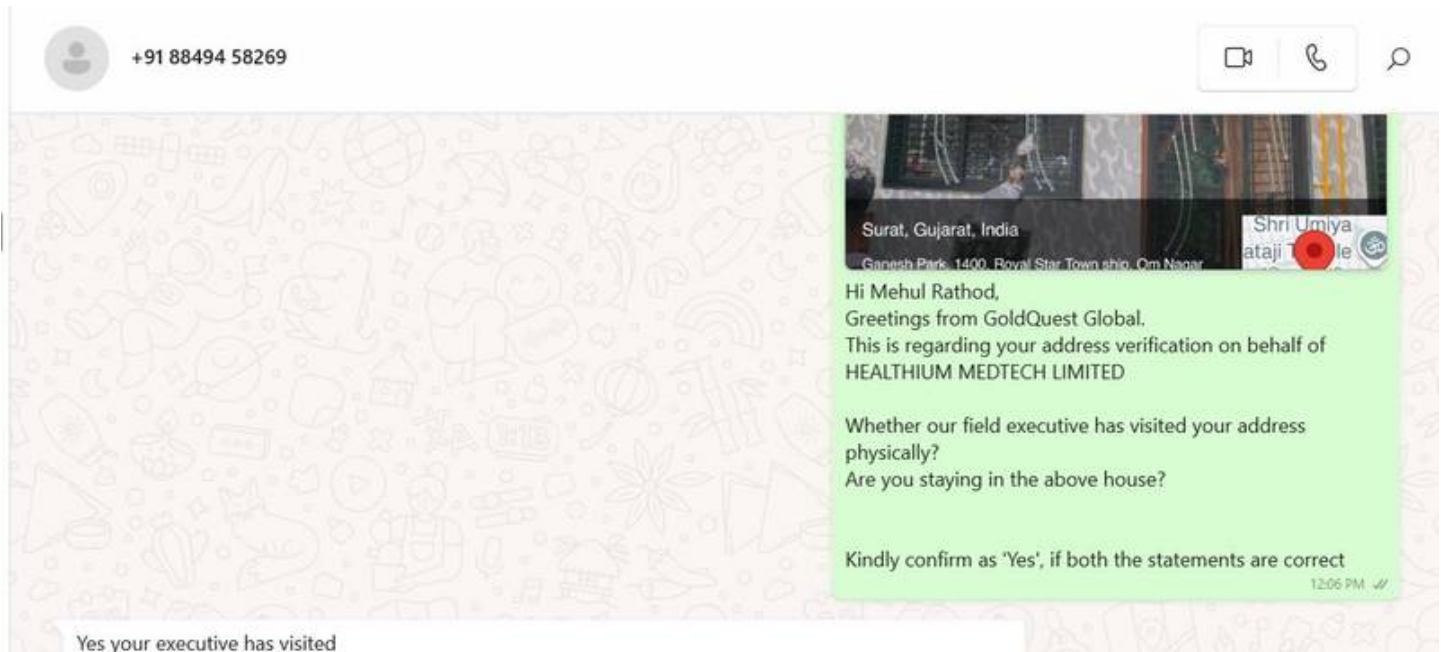 +91 88494 58269
Surat, Gujarat, India
Ganesh Park, 1400, Royal Star Town ship, Om Nagar
Shri Umiya
ataji T le
Hi Mehul Rathod,
Greetings from GoldQuest Global.
This is regarding your address verification on behalf of
HEALTHIUM MEDTECH LIMITED
Whether our field executive has visited your address
physically?
Are you staying in the above house?
Kindly confirm as 'Yes', if both the statements are correct
12:06 PM
Yes your executive has visited